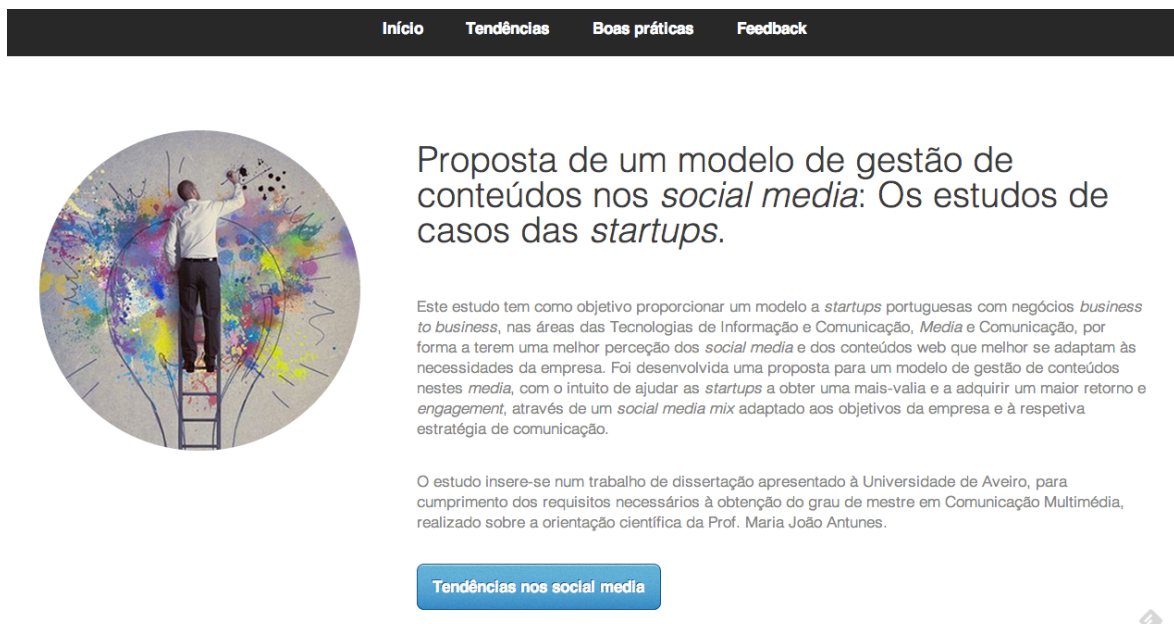 Início Tendências Boas práticas Feedback
Proposta de um modelo de gestão de
conteúdos nos social media: Os estudos de
casos das startups.
Este estudo tem como objetivo proporcionar um modelo a startups portuguesas com negócios business
to business, nas áreas das Tecnologias de Informação e Comunicação, Media e Comunicação, por
forma a terem uma melhor perceção dos social media e dos conteúdos web que melhor se adaptam às
necessidades da empresa. Foi desenvolvida uma proposta para um modelo de gestão de conteúdos
nestes media, com o intuito de ajudar as startups a obter uma mais-valia e a adquirir um maior retorno e
engagement, através de um social media mix adaptado aos objetivos da empresa e à respetiva
estratégia de comunicação.
O estudo insere-se num trabalho de dissertação apresentado à Universidade de Aveiro, para
cumprimento dos requisitos necessários à obtenção do grau de mestre em Comunicação Multimédia,
realizado sobre a orientação científica da Prof. Maria João Antunes.
Tendências nos social media